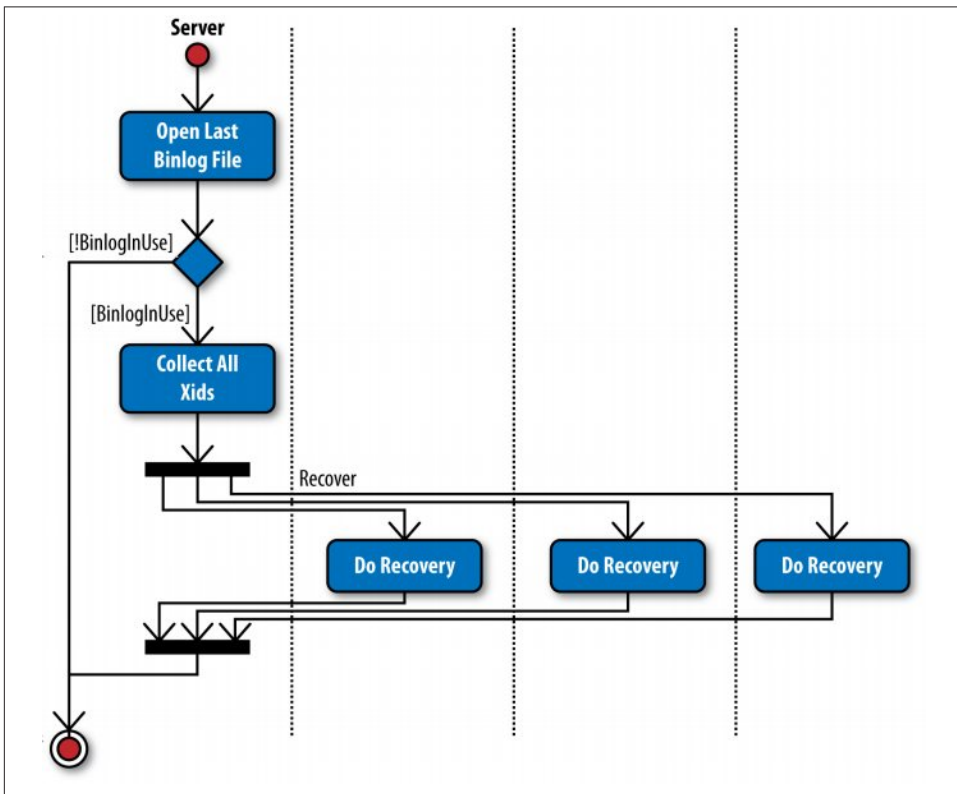 Server
Open Last
Binlog File
[!BinlogInUse]
[BinlogInUse]
Collect All
Xids
Recover
Do Recovery
Do Recovery
Do Recovery